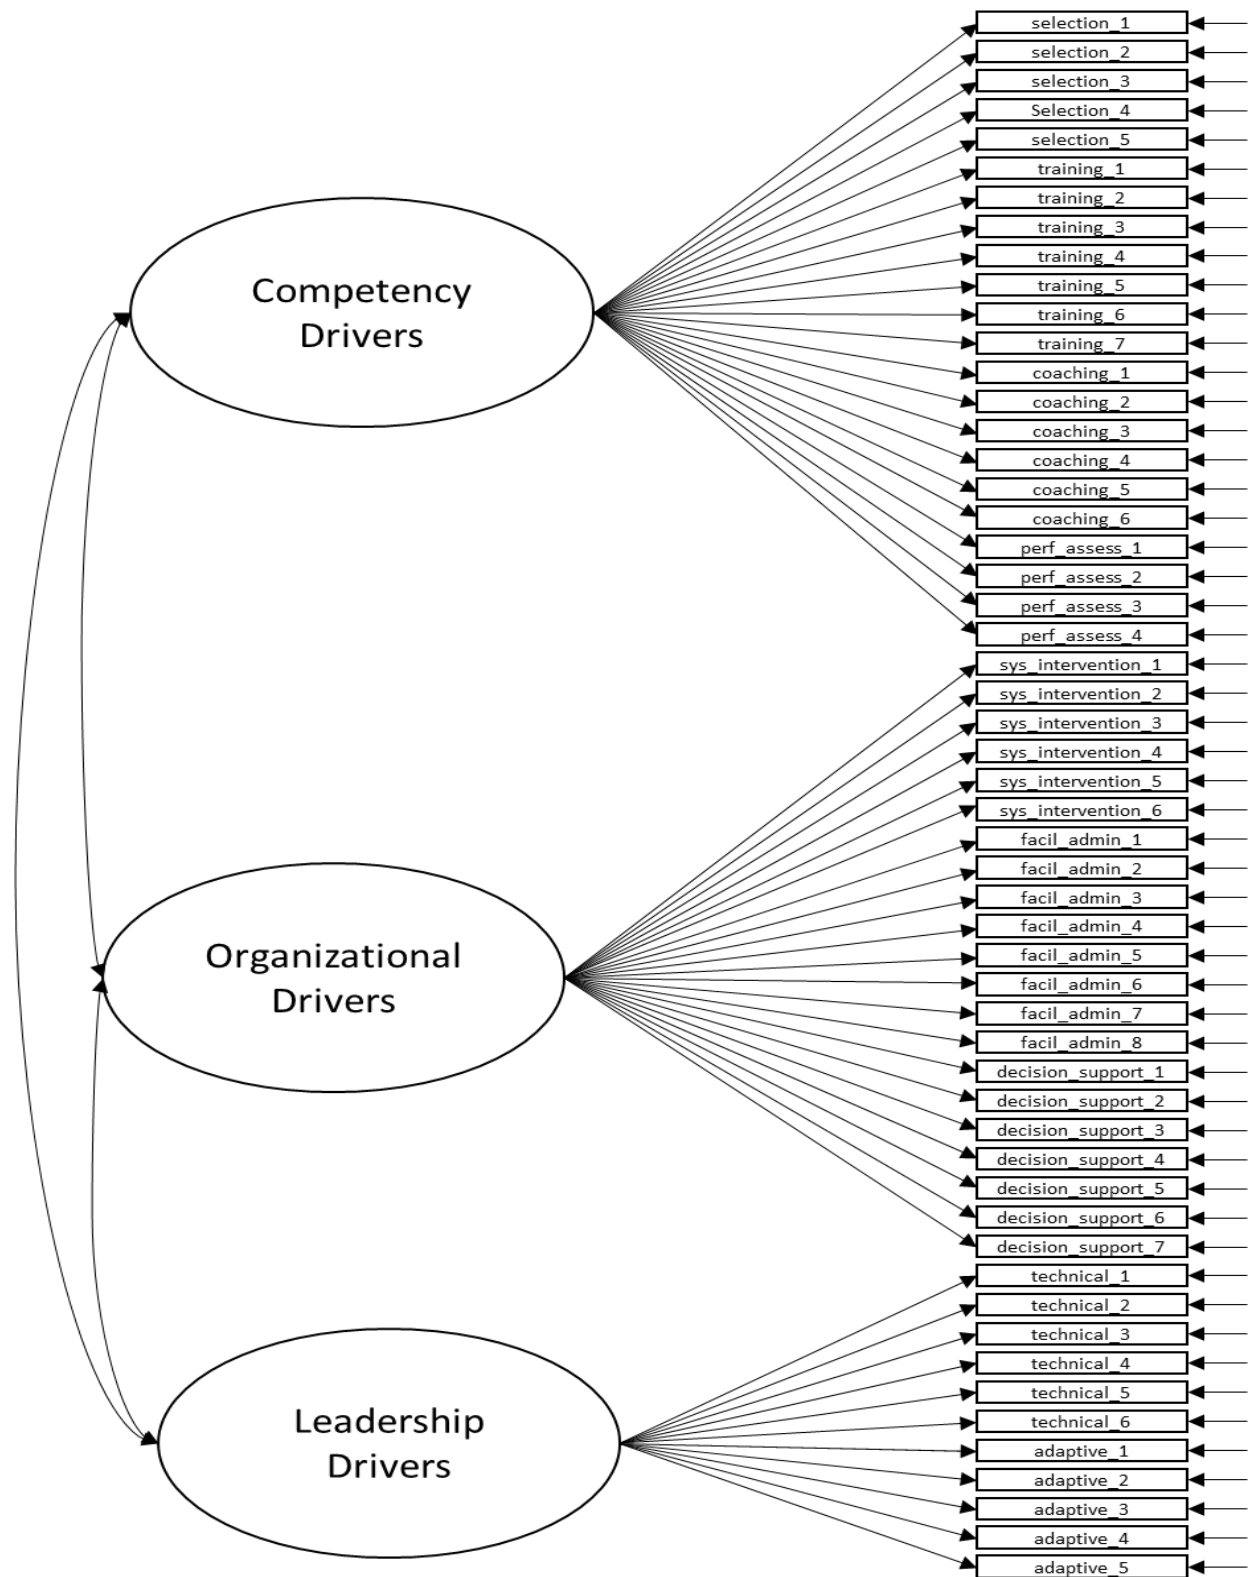 selection_1
selection_2
selection_3
Selection_4
selection_5
training_1
training_2
training_3
training_4
training_5
training_6
training_7
coaching_1
coaching_2
coaching_3
coaching_4
coaching_5
coaching_6
perf_assess_1
perf_assess_2
perf_assess_3
perf_assess_4
Competency
Drivers
sys_intervention_1
sys_intervention_2
sys_intervention_3
sys_intervention_4
sys_intervention_5
sys_intervention_6
facil_admin_1
facil_admin_2
facil_admin_3
facil_admin_4
facil_admin_5
facil_admin_6
facil_admin_7
facil_admin_8
decision_support_1
decision_support_2
decision_support_3
decision_support_4
decision_support_5
decision_support_6
decision_support_7
Organizational
Drivers
technical_1
technical_2
technical_3
technical_4
technical_5
technical_6
adaptive_1
adaptive_2
adaptive_3
adaptive_4
adaptive_5
Leadership
Drivers